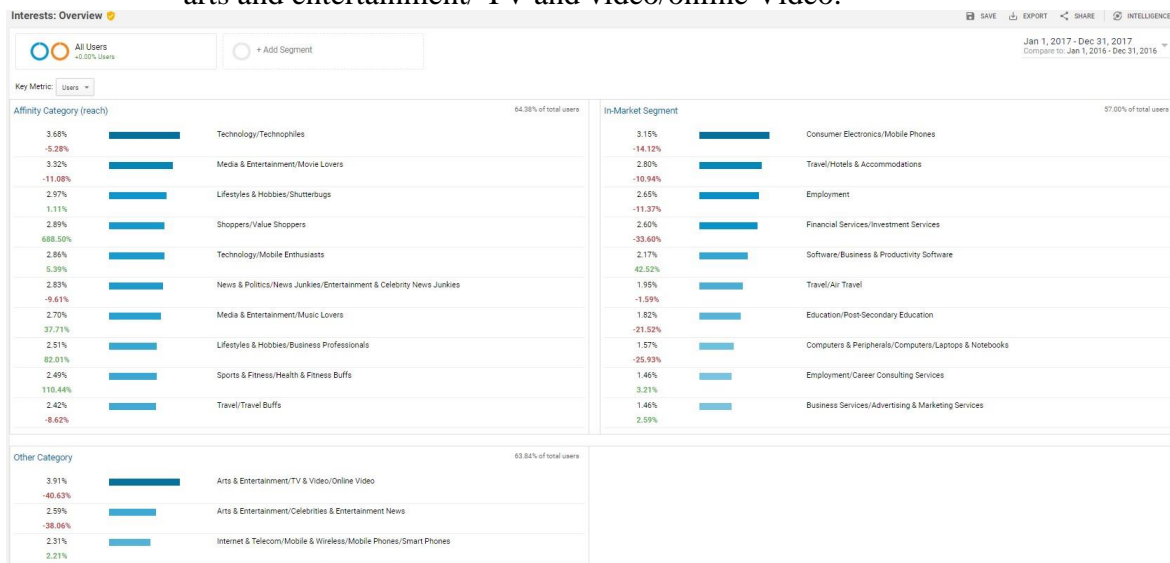 arts and entertainment/ TV and video/online Video.
Interests: Overview
SAVE EXPORT SHARE INTELLIGENCE
All Users
+0.00% Users
+ Add Segment
Jan 1, 2017 - Dec 31, 2017
Compare to: Jan 1, 2016 - Dec 31, 2016
Key Metric: Users
Affinity Category (reach) 64.38% of total users
3.68% Technology/Technophiles
-5.28%
3.32% Media & Entertainment/Movie Lovers
-11.08%
2.97% Lifestyles & Hobbies/Shutterbugs
1.11%
2.89% Shoppers/Value Shoppers
688.50%
2.86% Technology/Mobile Enthusiasts
5.39%
2.83% News & Politics/News Junkies/Entertainment & Celebrity News Junkies
-9.61%
2.70% Media & Entertainment/Music Lovers
37.71%
2.51% Lifestyles & Hobbies/Business Professionals
82.01%
2.49% Sports & Fitness/Health & Fitness Buffs
110.44%
2.42% Travel/Travel Buffs
-8.62%
In-Market Segment 57.00% of total users
3.15% Consumer Electronics/Mobile Phones
-14.12%
2.80% Travel/Hotels & Accommodations
-10.94%
2.65% Employment
-11.37%
2.60% Financial Services/Investment Services
-33.60%
2.17% Software/Business & Productivity Software
42.52%
1.95% Travel/Air Travel
-1.59%
1.82% Education/Post-Secondary Education
-21.52%
1.57% Computers & Peripherals/Computers/Laptops & Notebooks
-25.93%
1.46% Employment/Career Consulting Services
3.21%
1.46% Business Services/Advertising & Marketing Services
2.59%
Other Category 63.84% of total users
3.91% Arts & Entertainment/TV & Video/Online Video
-40.63%
2.59% Arts & Entertainment/Celebrities & Entertainment News
-38.06%
2.31% Internet & Telecom/Mobile & Wireless/Mobile Phones/Smart Phones
2.21%